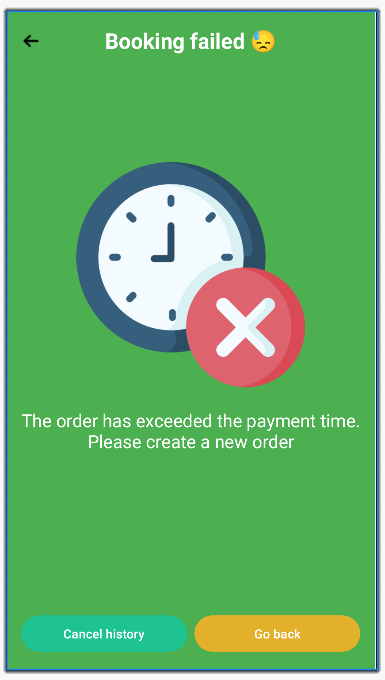 Booking failed 😓
The order has exceeded the payment time.
Please create a new order
Cancel history
Go back